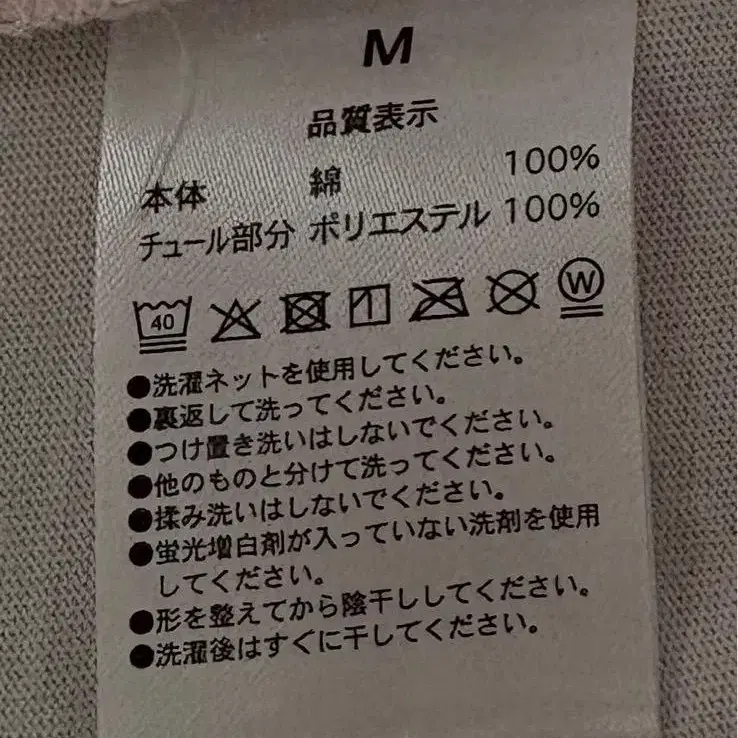 M
品質表示
本体 綿 100%
チュール部分 ポリエステル 100%
40 W
●洗濯ネットを使用してください。
●裏返して洗ってください。
●つけ置き洗いはしないでください。
●他のものと分けて洗ってください。
●揉み洗いはしないでください。
●蛍光増白剤が入っていない洗剤を使用
してください。
●形を整えてから陰干ししてください。
●洗濯後はすぐに干してください。